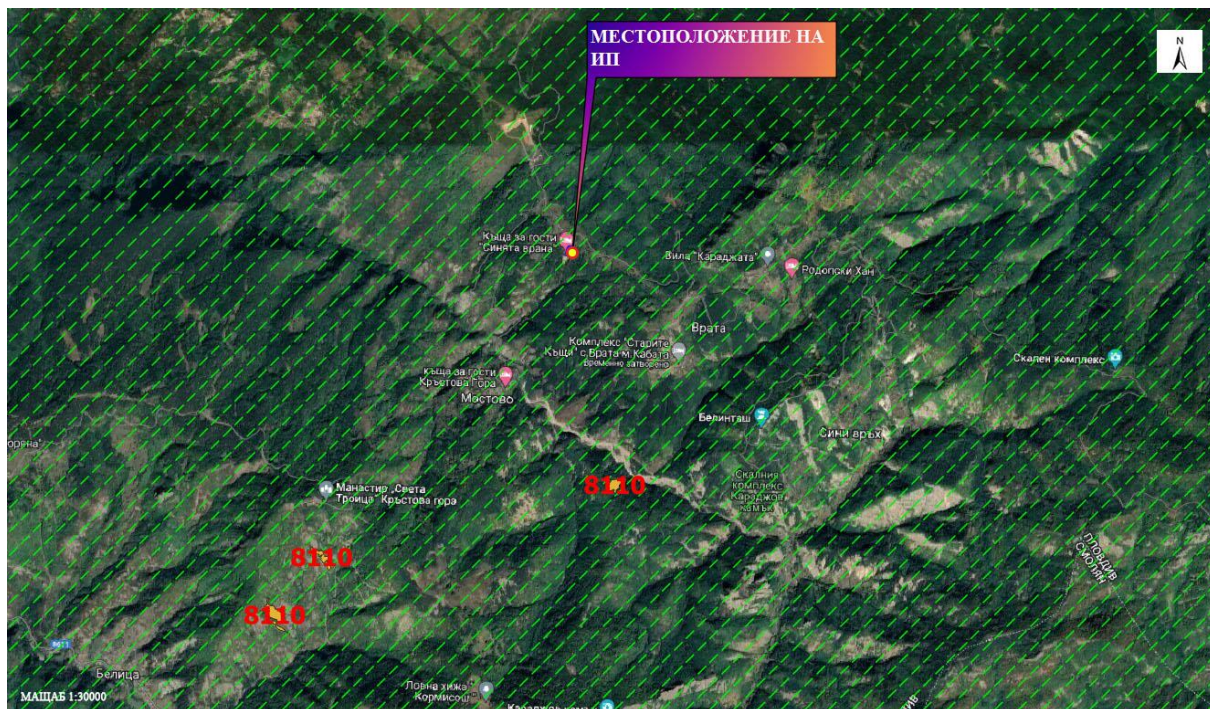 МЕСТОПОЛОЖЕНИЕ НА
ИП
N
Къща за гости
"Синята врана"
Вила "Караджата"
Родопски Хан
Врата
Комплекс "Старите
Къщи" с.Врата-м.Кабата
Временно затворено
Скален комплекс
къща за гости
Кръстова Гора
Мостово
Белинташ
Сини връх
Скалния
комплекс
Караджов
камък
8110
Манастир „Света
Троица" Кръстова гора
8110
ПЛОВДИВ
СМОЛЯН
8110
Белица
Ловна хижа
Кормисош
МАЩАБ 1:30000